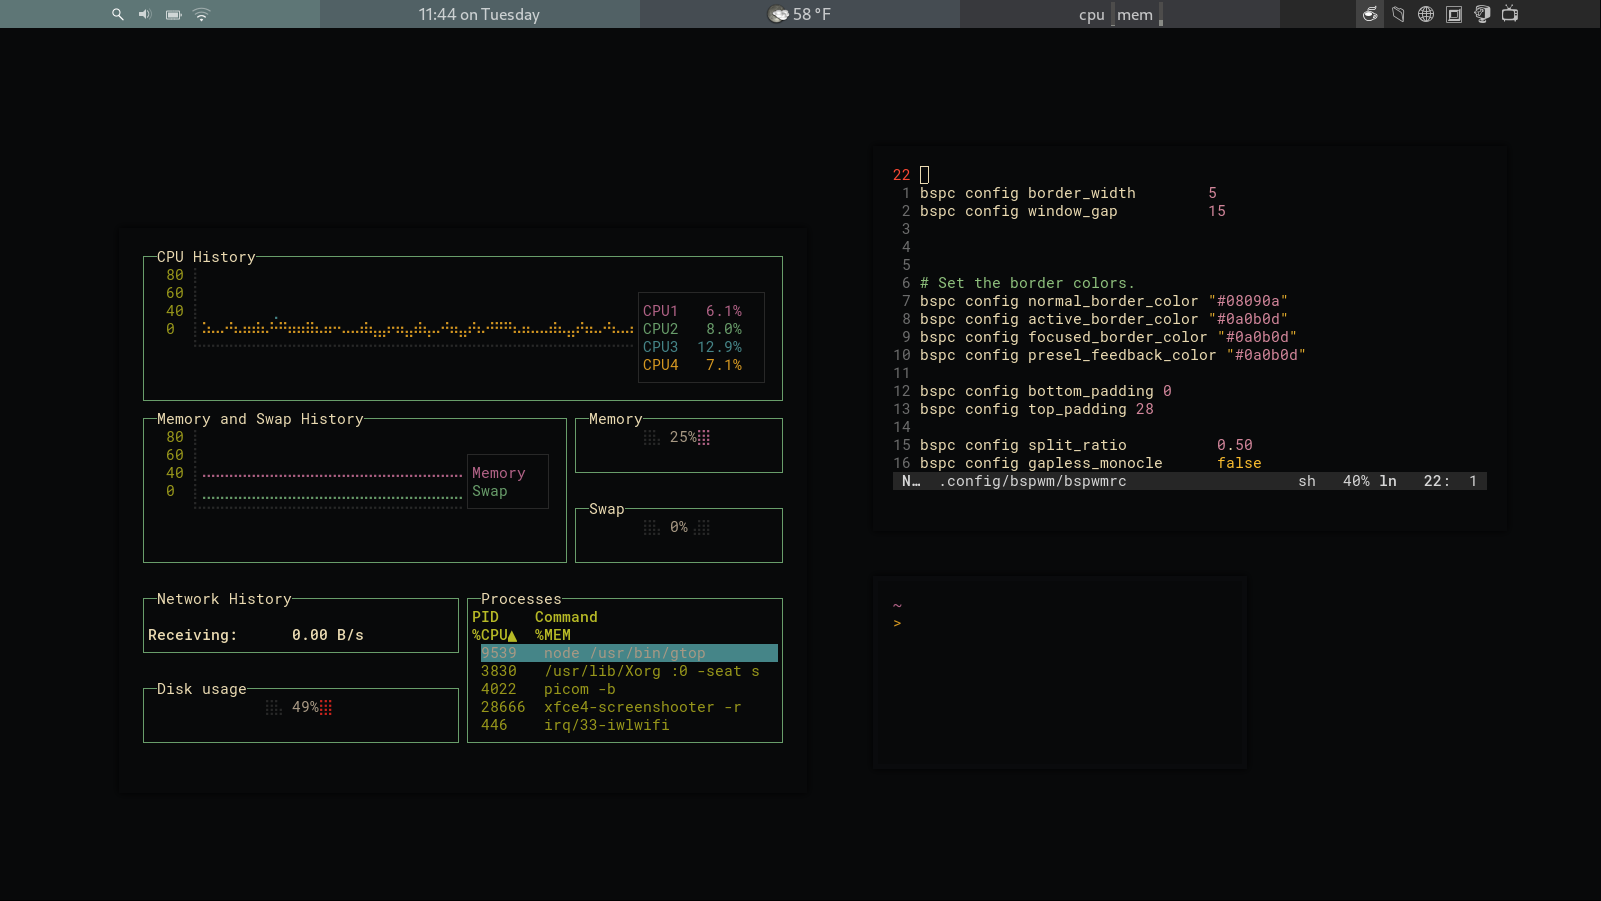 11:44 on Tuesday
58 °F
cpu mem
CPU History
80
60
40
0
CPU1 6.1%
CPU2 8.0%
CPU3 12.9%
CPU4 7.1%
Memory and Swap History
80
60
40
0
Memory
Swap
Memory
25%
Swap
0%
Network History
Receiving: 0.00 B/s
Disk usage
49%
Processes
PID Command
%CPU▲ %MEM
9539 node /usr/bin/gtop
3830 /usr/lib/Xorg :0 -seat s
4022 picom -b
28666 xfce4-screenshooter -r
446 irq/33-iwlwifi
22
1 bspc config border_width 5
2 bspc config window_gap 15
3
4
5
6 # Set the border colors.
7 bspc config normal_border_color "#08090a"
8 bspc config active_border_color "#0a0b0d"
9 bspc config focused_border_color "#0a0b0d"
10 bspc config presel_feedback_color "#0a0b0d"
11
12 bspc config bottom_padding 0
13 bspc config top_padding 28
14
15 bspc config split_ratio 0.50
16 bspc config gapless_monocle false
N… .config/bspwm/bspwmrc sh 40% ln 22: 1
~
>